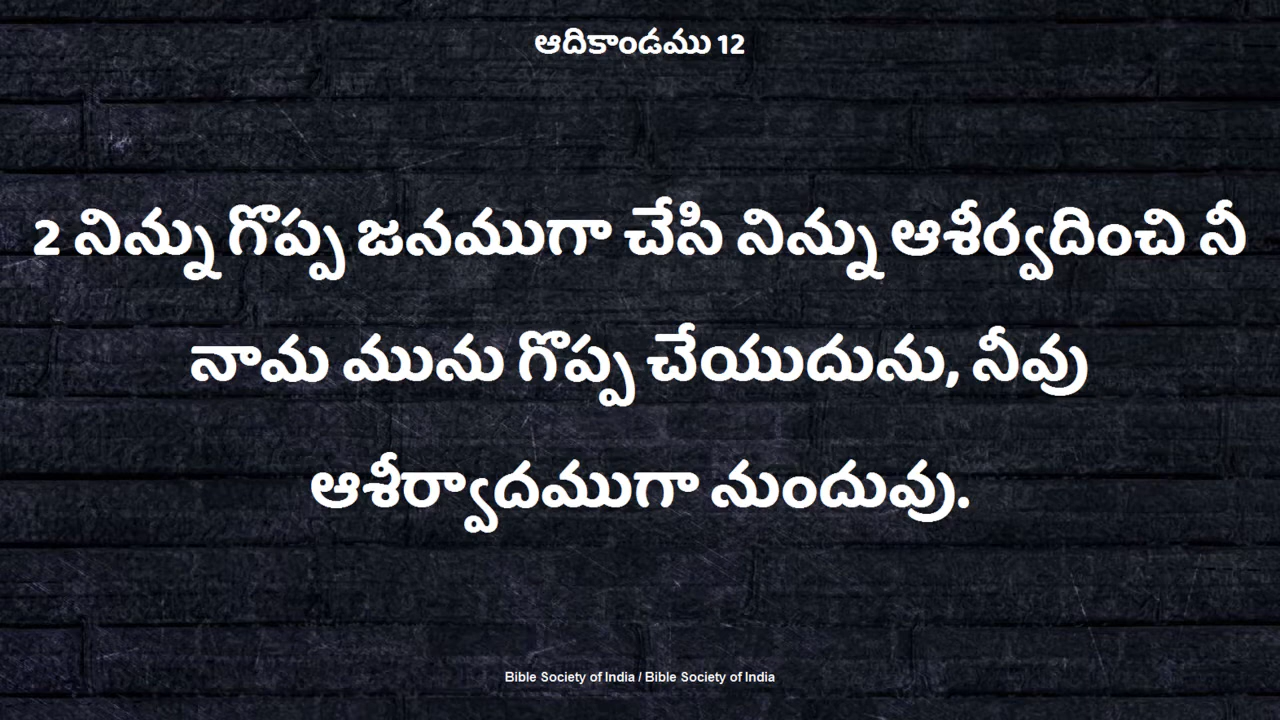 ఆదికాండము 12
2 నిన్ను గొప్ప జనముగా చేసి నిన్ను ఆశీర్వదించి నీ
నామ మును గొప్ప చేయుదును, నీవు
ఆశీర్వాదముగా నుందువు.
Bible Society of India / Bible Society of India